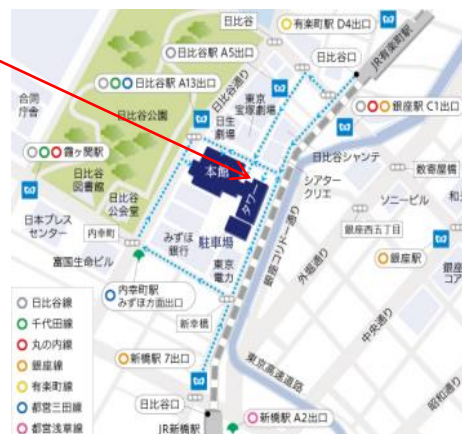 日比谷
有楽町駅 D4出口
日比谷駅 A5出口
日比谷口
JR有楽町駅
日比谷駅 A13出口
日比谷通り
東京
宝塚劇場
銀座駅 C1出口
合同
庁舎
日比谷公園
日生
劇場
霞ヶ関駅
日比谷シャンテ
数寄屋橋
日比谷
図書館
本館
タワー
シアター
クリエ
ソニービル
日比谷
公会堂
日本プレス
センター
内幸町
みずほ
銀行
駐車場
銀座コリドー通り
外堀通り
銀座西五丁目
富国生命ビル
東京
電力
銀座駅
銀座
コア
内幸町駅
みずほ方面出口
新幸橋
中央通り
日比谷線
千代田線
丸の内線
銀座線
有楽町線
都営三田線
都営浅草線
新橋駅 7出口
東京高速道路
昭和通り
日比谷口
JR新橋駅
新橋駅 A2出口